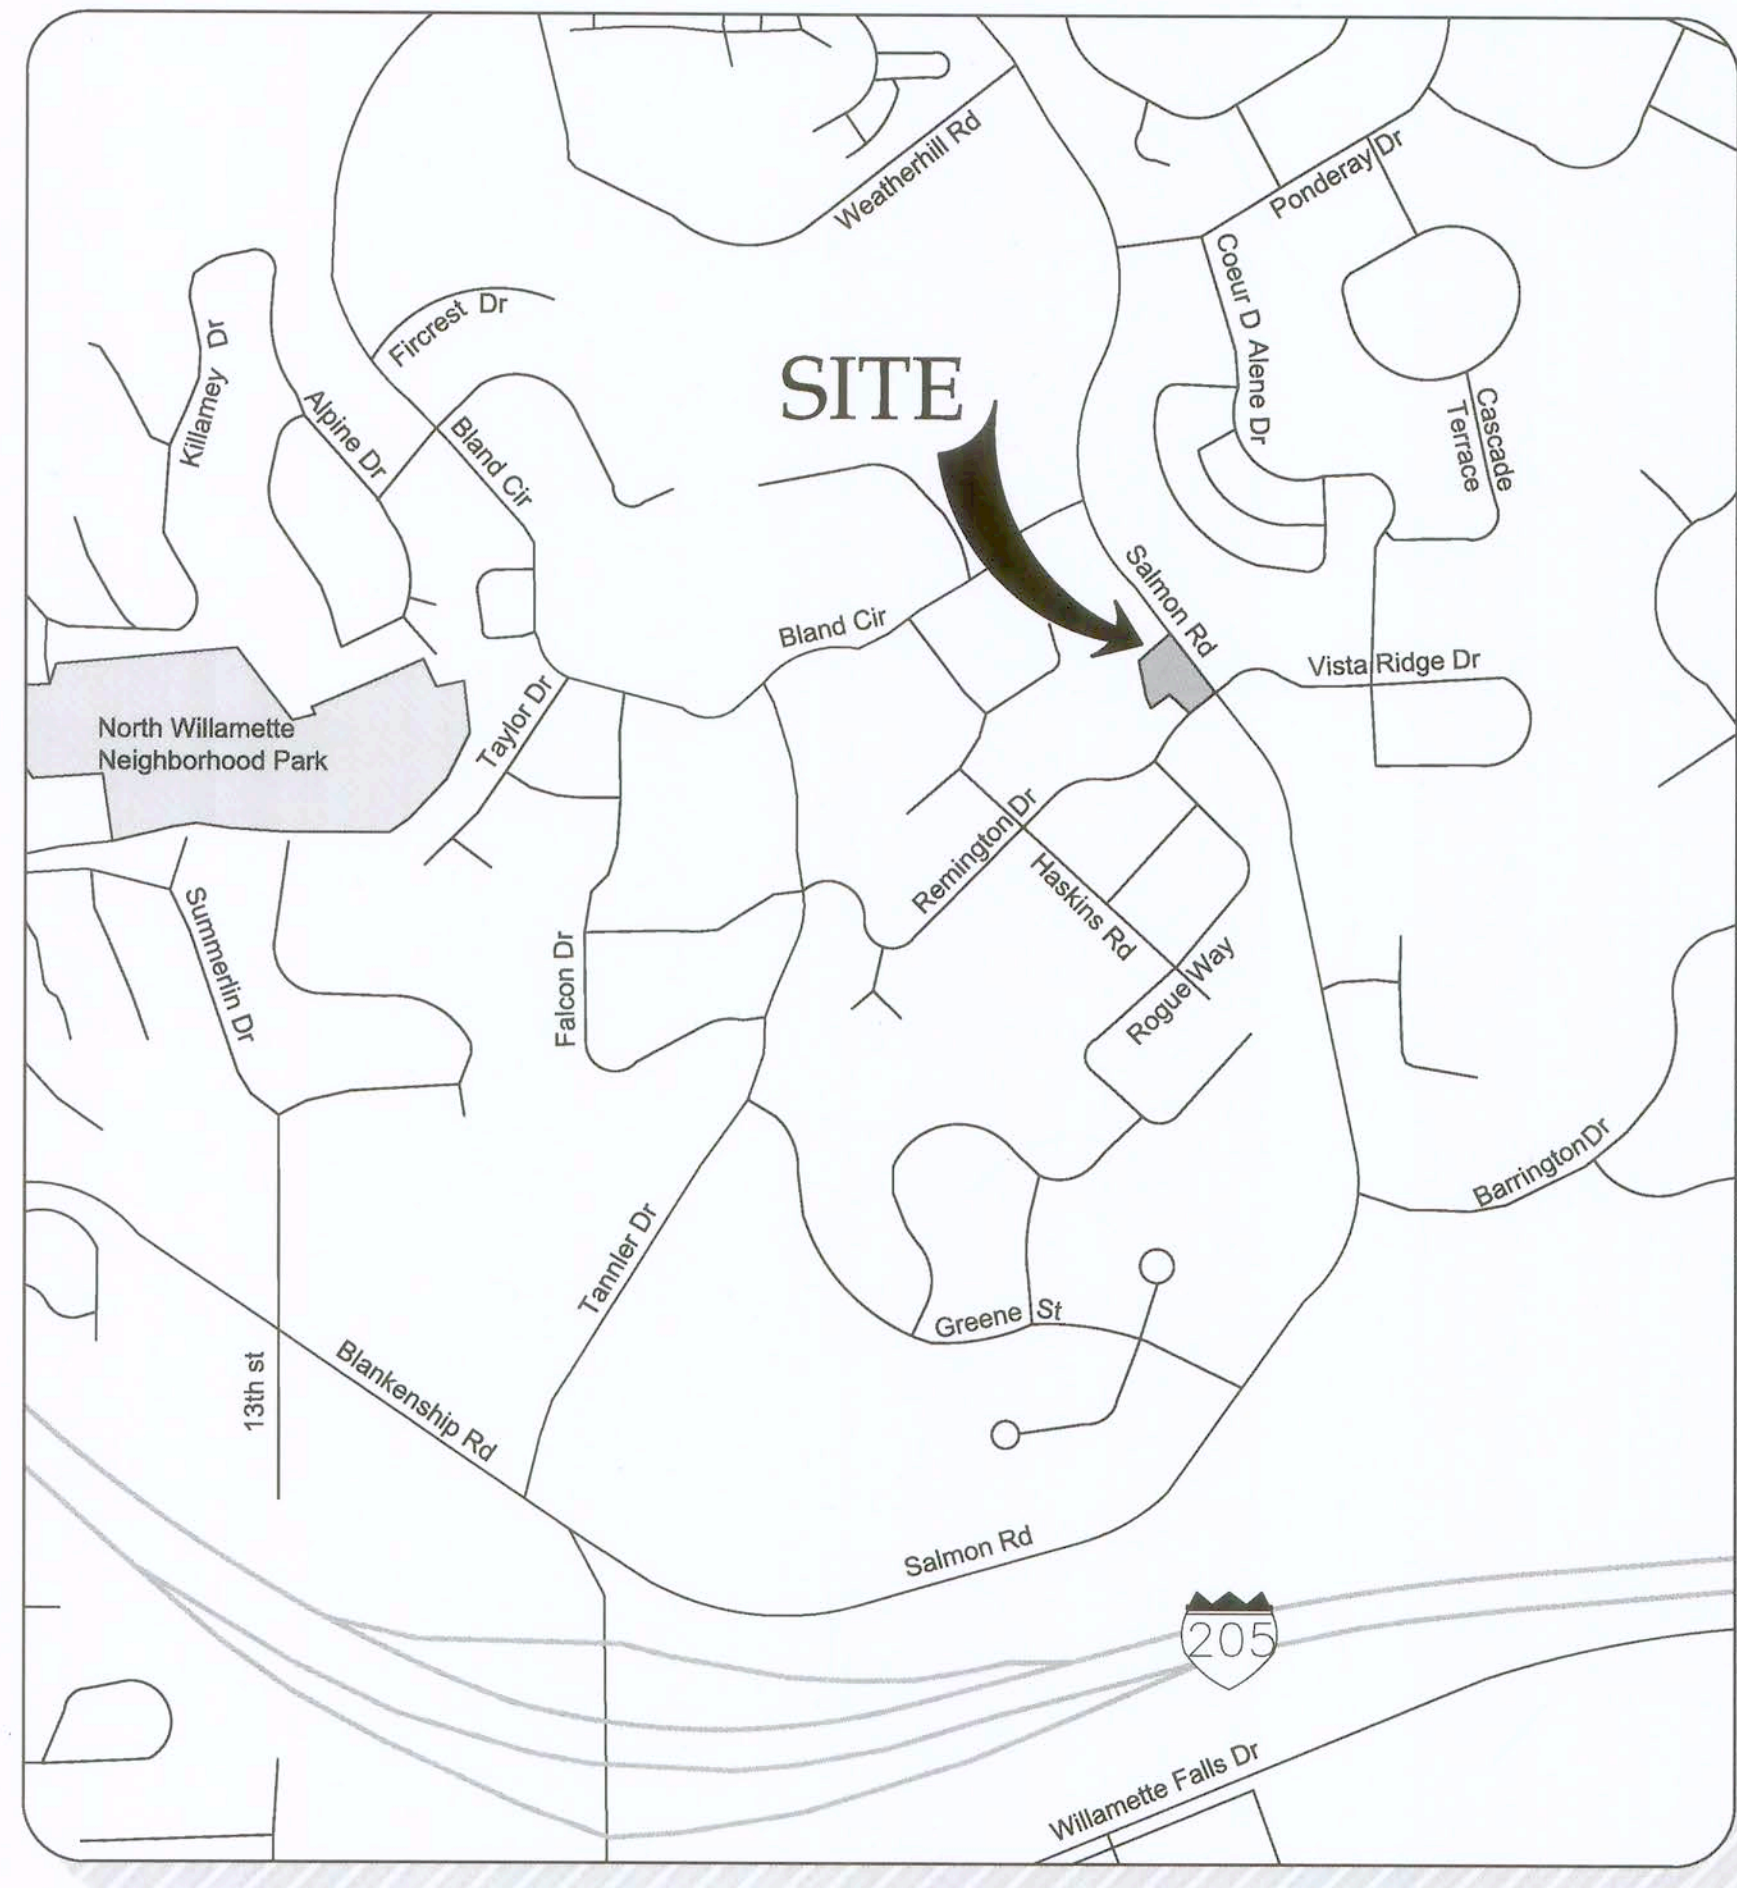 Weatherhill Rd
Ponderay Dr
Coeur D Alene Dr
Fircrest Dr
Killamey Dr
Alpine Dr
Bland Cir
SITE
Cascade
Terrace
Salmon Rd
Bland Cir
Vista Ridge Dr
North Willamette
Neighborhood Park
Taylor Dr
Remington Dr
Haskins Rd
Summerlin Dr
Falcon Dr
Rogue Way
Barrington Dr
Tannler Dr
Greene St
13th st
Blankenship Rd
Salmon Rd
205
Willamette Falls Dr